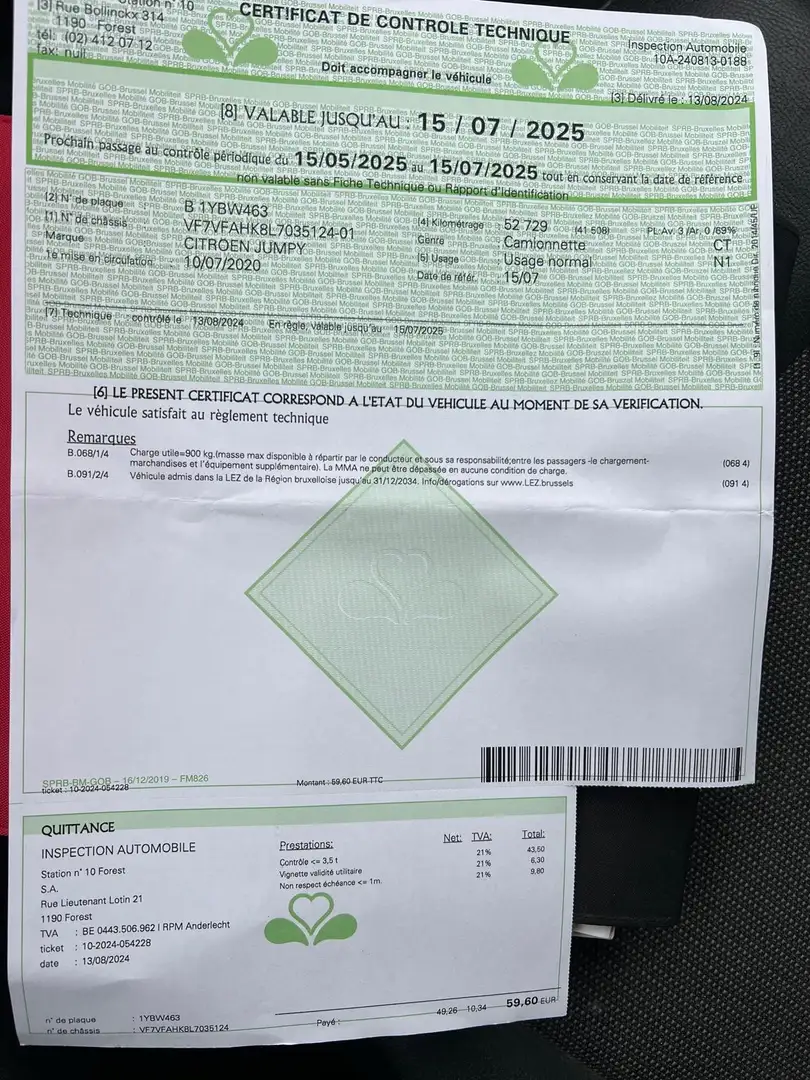 Station n° 10
[3] Rue Bollinckx 314
1190 Forest
tél: (02) 412 07 12
fax: null
CERTIFICAT DE CONTROLE TECHNIQUE
Doit accompagner le véhicule
Inspection Automobile
10A-240813-0188
[3] Délivré le : 13/08/2024
[8] VALABLE JUSQU'AU : 15 / 07 / 2025
Prochain passage au contrôle périodique du 15/05/2025 au 15/07/2025 tout en conservant la date de référence
non valable sans Fiche Technique ou Rapport d'Identification
[2] N° de plaque B 1YBW463
[1] N° de châssis VF7VFAHK8L7035124-01
Marque CITROEN JUMPY
1e mise en circulation : 10/07/2020
[4] Kilométrage : 52 729 (41 508) PL:Av. 3 /Ar. 0 /69%
Genre : Camionnette CT
[5] Usage : Usage normal N1
Date de référ. : 15/07
[7] Technique contrôlé le : 13/08/2024 En règle, valable jusqu'au 15/07/2025
[6] LE PRESENT CERTIFICAT CORRESPOND A L'ETAT DU VEHICULE AU MOMENT DE SA VERIFICATION.
Le véhicule satisfait au règlement technique
Remarques
B.068/1/4 Charge utile=900 kg.(masse max disponible à répartir par le conducteur et sous sa responsabilité;entre les passagers -le chargement-
marchandises et l'équipement supplémentaire). La MMA ne peut être dépassée en aucune condition de charge. (068 4)
B.091/2/4 Véhicule admis dans la LEZ de la Région bruxelloise jusqu'au 31/12/2034. Info/dérogations sur www.LEZ.brussels (091 4)
SPRB-BM-GOB – 16/12/2019 – FM826
ticket : 10-2024-054228
Montant : 59,60 EUR TTC
QUITTANCE
INSPECTION AUTOMOBILE
Station n° 10 Forest
S.A.
Rue Lieutenant Lotin 21
1190 Forest
TVA : BE 0443.506.962 | RPM Anderlecht
ticket : 10-2024-054228
date : 13/08/2024
Prestations: Net: TVA: Total:
Contrôle <= 3,5 t 21% 43,50
Vignette validité utilitaire 21% 6,30
Non respect échéance <= 1m. 21% 9,80
49,26 10,34 59,60 EUR
n° de plaque : 1YBW463
n° de châssis : VF7VFAHK8L7035124
Payé :